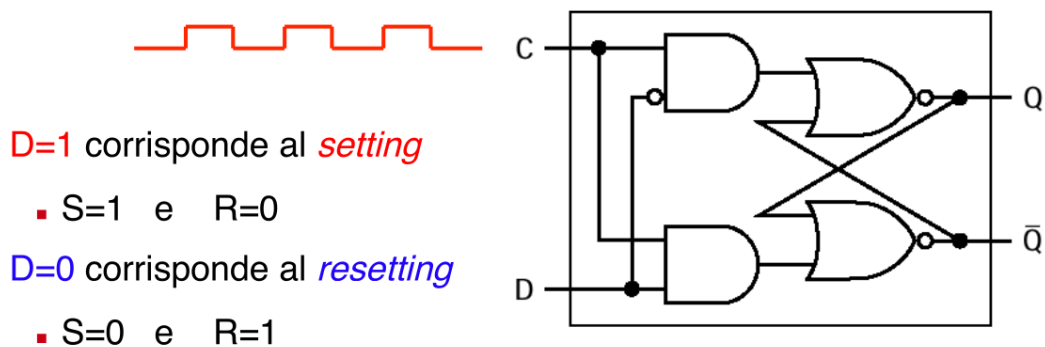 D=1 corrisponde al setting
▪ S=1 e R=0
D=0 corrisponde al resetting
▪ S=0 e R=1
C
D
Q
Q̅